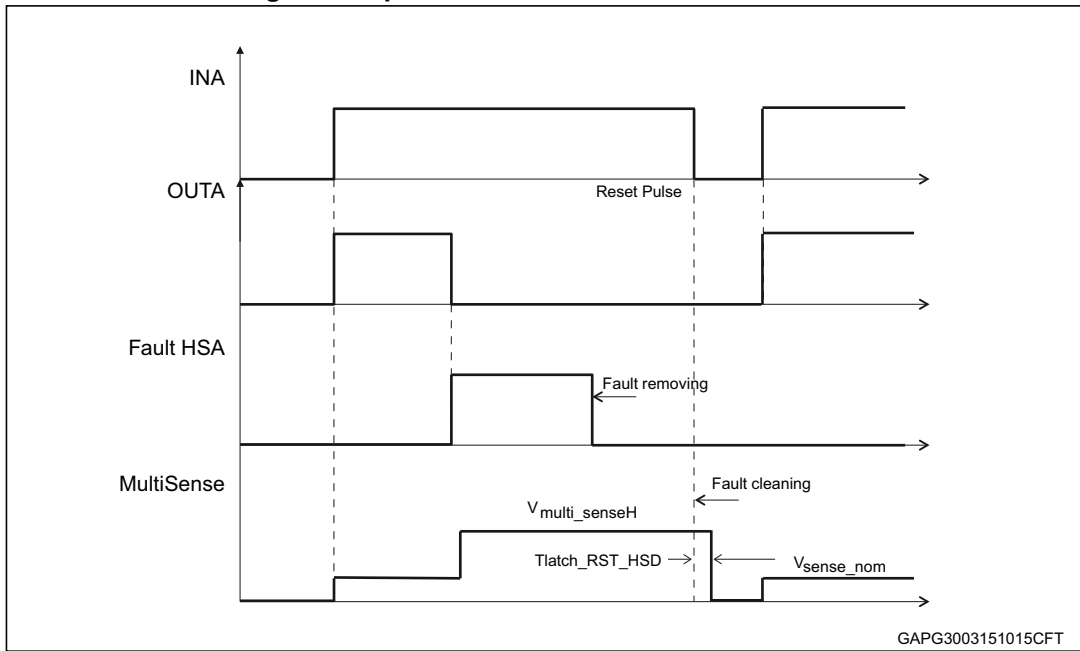 INA
Reset Pulse
OUTA
Fault HSA
Fault removing
MultiSense
Fault cleaning
Vmulti_senseH
Tlatch_RST_HSD
Vsense_nom
GAPG3003151015CFT